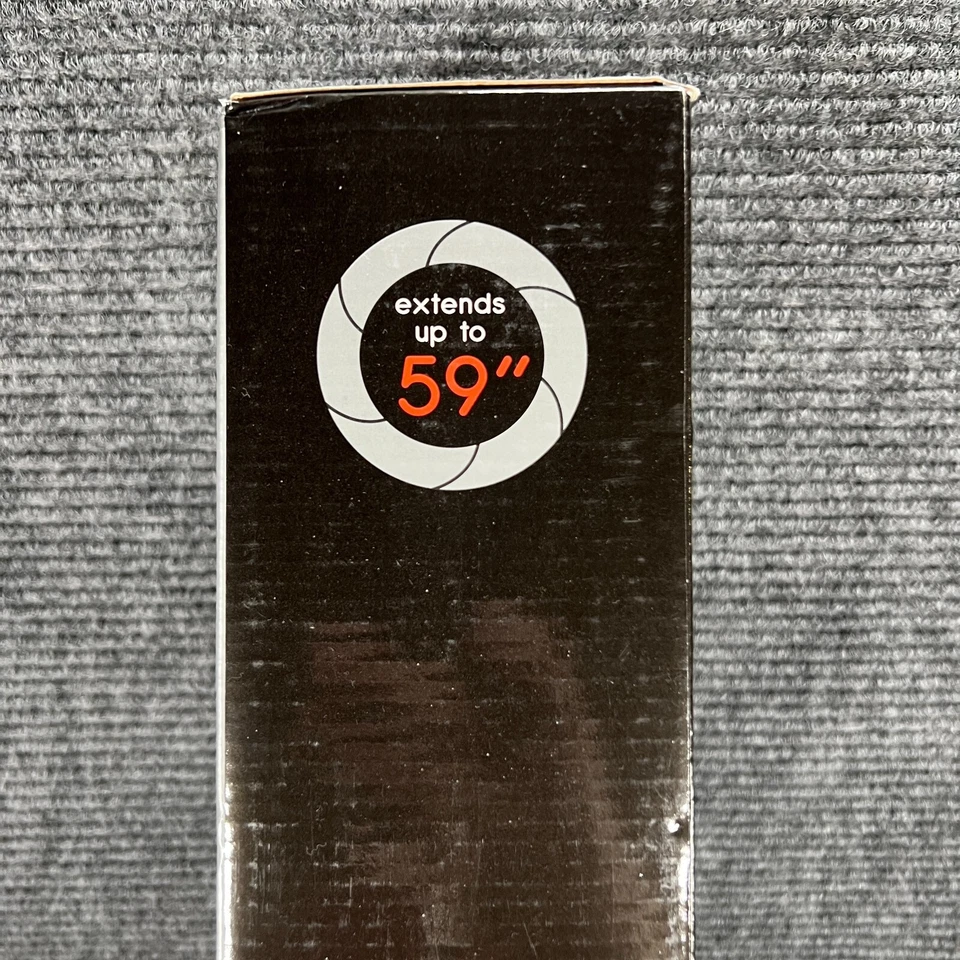 extends
up to
59"